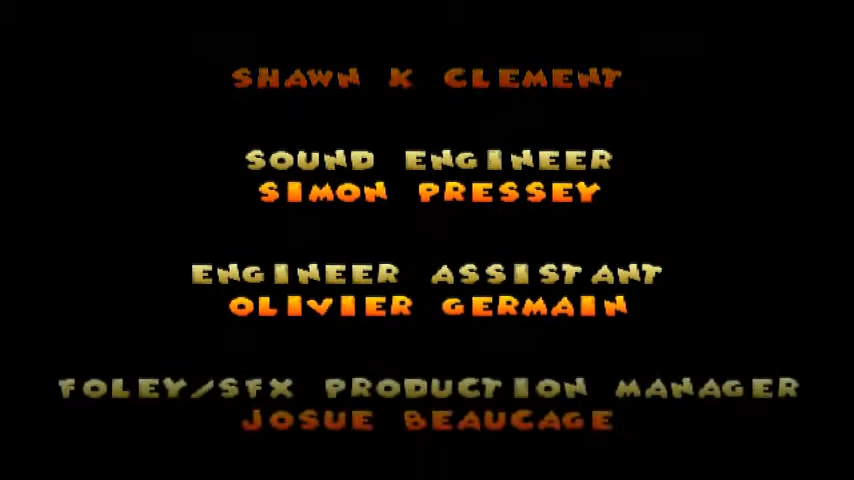 SHAWN K CLEMENT
SOUND ENGINEER
SIMON PRESSEY
ENGINEER ASSISTANT
OLIVIER GERMAIN
FOLEY/SFX PRODUCTION MANAGER
JOSUE BEAUCAGE